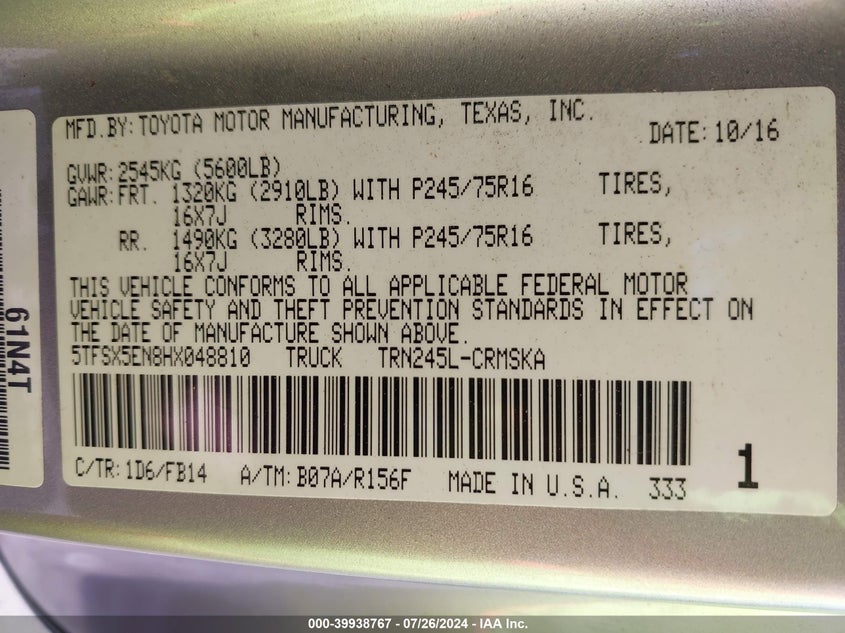 MFD.BY:TOYOTA MOTOR MANUFACTURING, TEXAS, INC.
DATE:10/16
GVWR:2545KG (5600LB)
GAWR:FRT. 1320KG (2910LB) WITH P245/75R16 TIRES,
16X7J RIMS.
RR. 1490KG (3280LB) WITH P245/75R16 TIRES,
16X7J RIMS.
THIS VEHICLE CONFORMS TO ALL APPLICABLE FEDERAL MOTOR
VEHICLE SAFETY AND THEFT PREVENTION STANDARDS IN EFFECT ON
THE DATE OF MANUFACTURE SHOWN ABOVE.
5TFSX5EN8HX048810 TRUCK TRN245L-CRMSKA
C/TR:1D6/FB14 A/TM:B07A/R156F MADE IN U.S.A. 333
1
61N4T
000-39938767 / 07/26/2024 - IAA Inc.